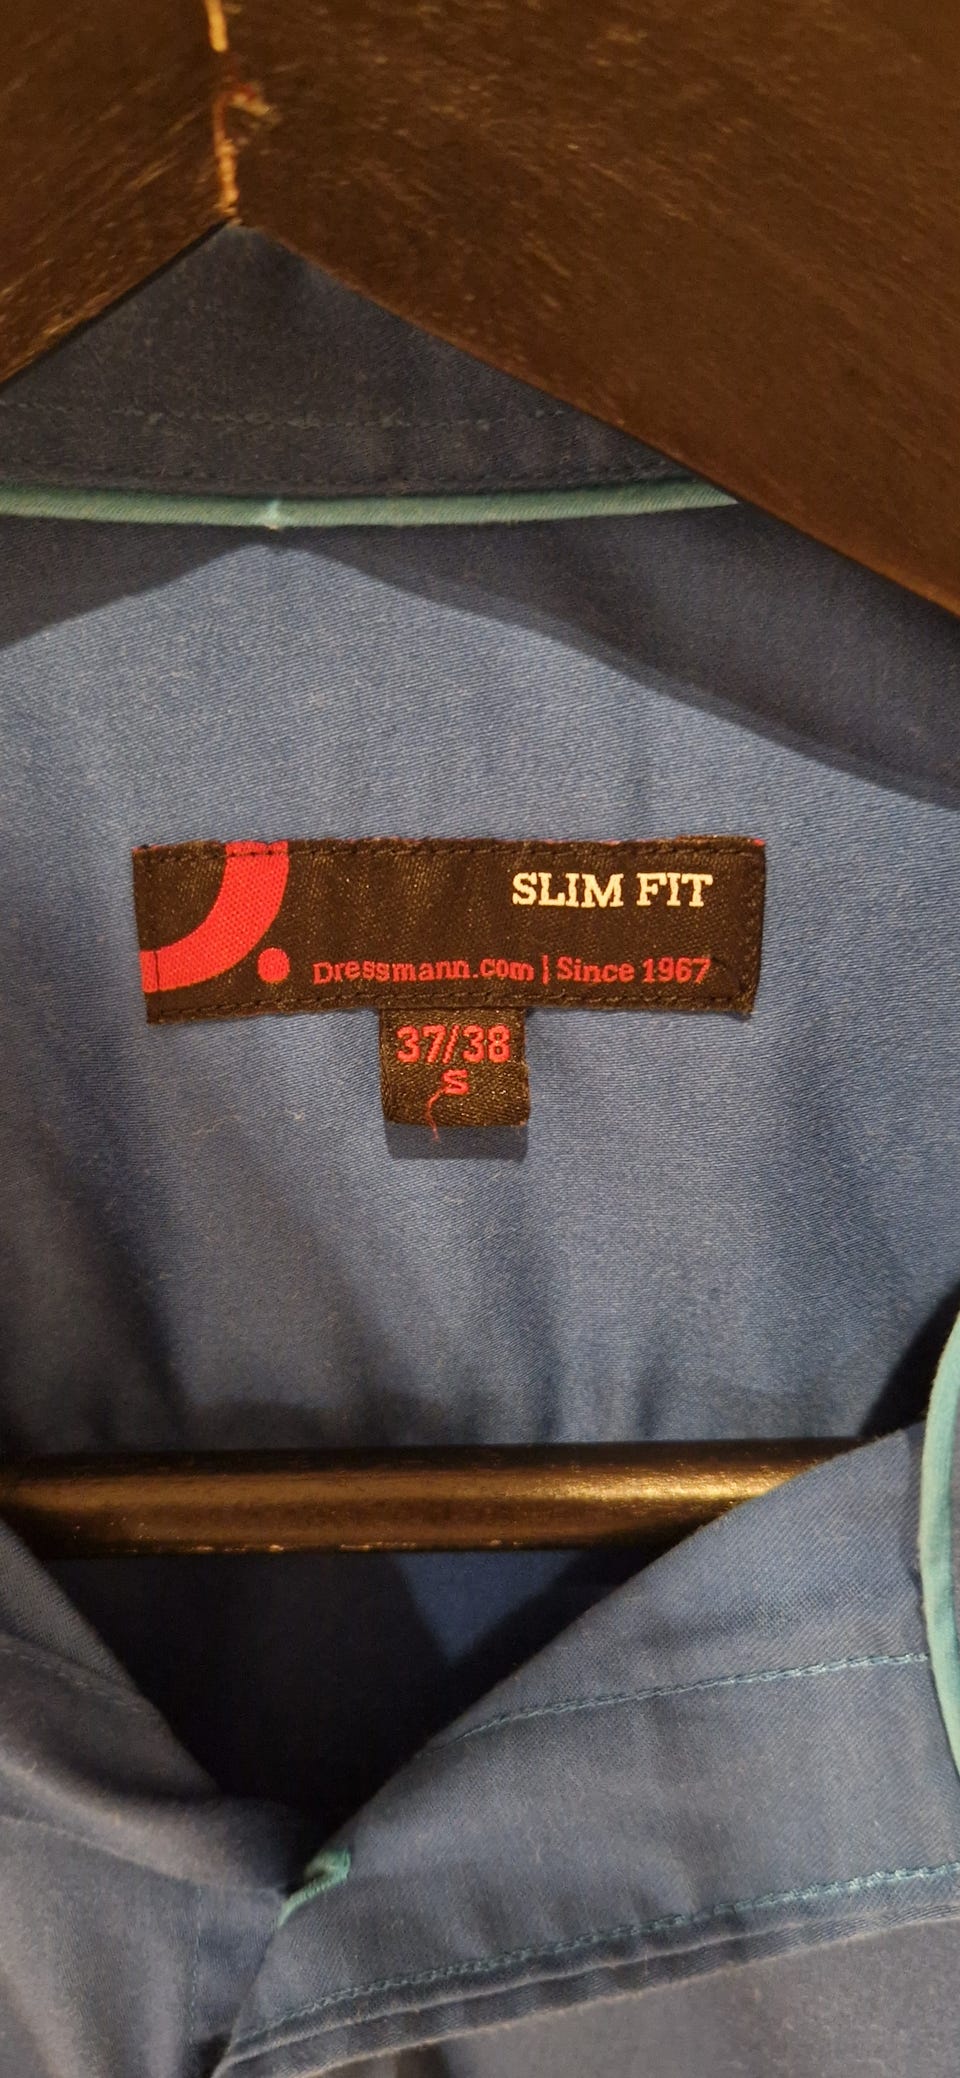 SLIM FIT
Dressmann.com | Since 1967
37/38
S